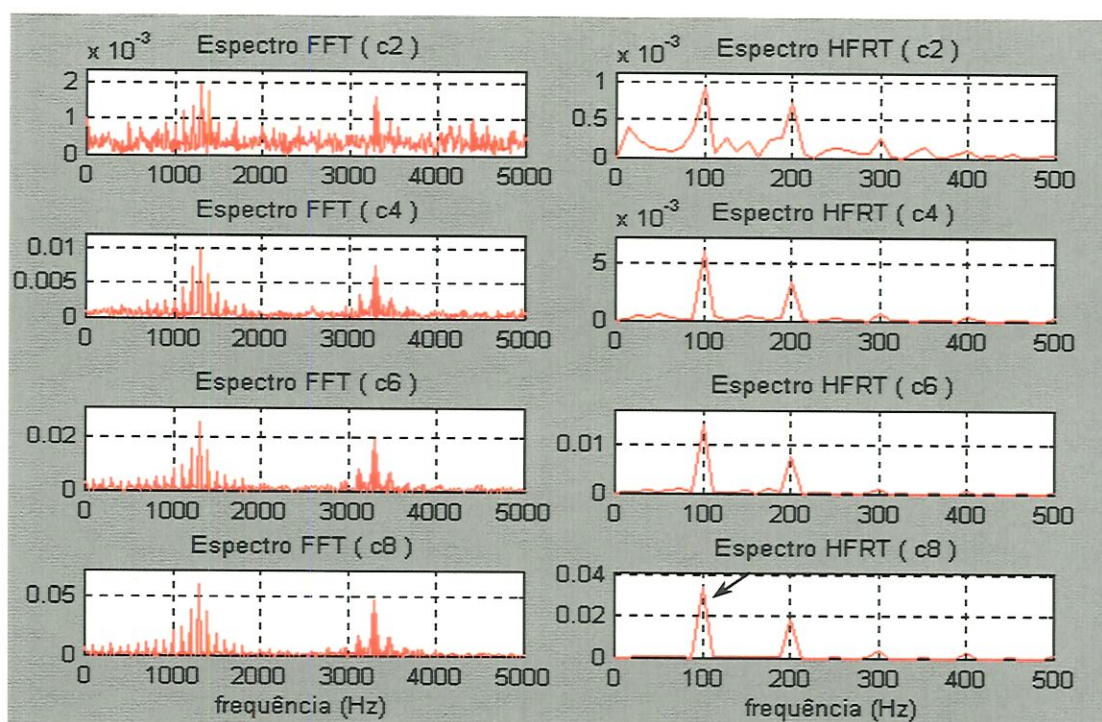 x 10-3 Espectro FFT ( c2 )
2
1
0
0 1000 2000 3000 4000 5000
x 10-3 Espectro HFRT ( c2 )
1
0.5
0
0 100 200 300 400 500
Espectro FFT ( c4 )
0.01
0.005
0
0 1000 2000 3000 4000 5000
x 10-3 Espectro HFRT ( c4 )
5
0
0 100 200 300 400 500
Espectro FFT ( c6 )
0.02
0
0 1000 2000 3000 4000 5000
Espectro HFRT ( c6 )
0.01
0
0 100 200 300 400 500
Espectro FFT ( c8 )
0.05
0
0 1000 2000 3000 4000 5000
frequência (Hz)
Espectro HFRT ( c8 )
0.04
0.02
0
0 100 200 300 400 500
frequência (Hz)